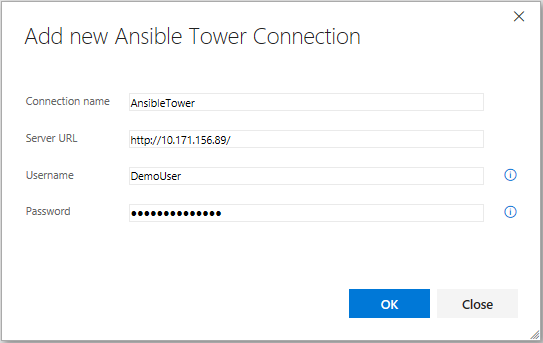 Add new Ansible Tower Connection
Connection name AnsibleTower
Server URL http://10.171.156.89/
Username DemoUser
Password ●●●●●●●●●●●●●●
OK Close